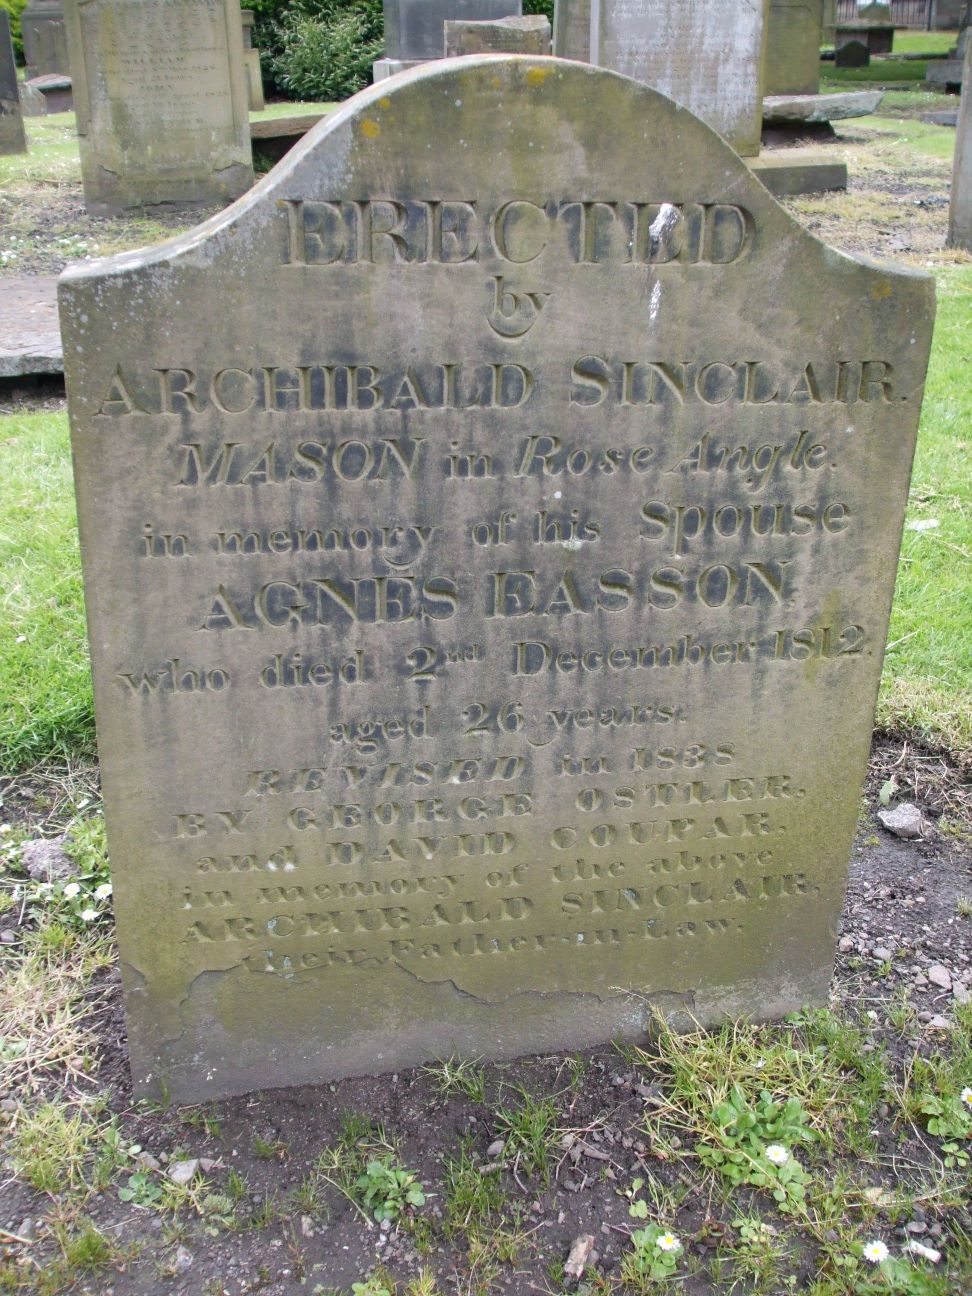 ERECTED
by
ARCHIBALD SINCLAIR.
MASON in Rose Angle.
in memory of his Spouse
AGNES EASSON,
who died 2nd December 1812.
aged 26 years.
REVISED in 1838
BY GEORGE OSTLER,
and DAVID COUPAR,
in memory of the above
ARCHIBALD SINCLAIR,
their Father-in-Law.